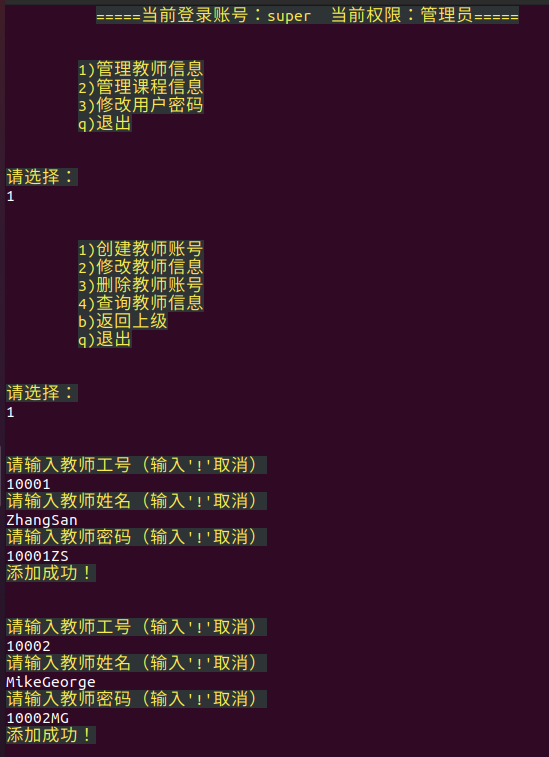 =====当前登录账号：super  当前权限：管理员=====
1)管理教师信息
2)管理课程信息
3)修改用户密码
q)退出
请选择：
1
1)创建教师账号
2)修改教师信息
3)删除教师账号
4)查询教师信息
b)返回上级
q)退出
请选择：
1
请输入教师工号（输入'!'取消）
10001
请输入教师姓名（输入'!'取消）
ZhangSan
请输入教师密码（输入'!'取消）
10001ZS
添加成功！
请输入教师工号（输入'!'取消）
10002
请输入教师姓名（输入'!'取消）
MikeGeorge
请输入教师密码（输入'!'取消）
10002MG
添加成功！